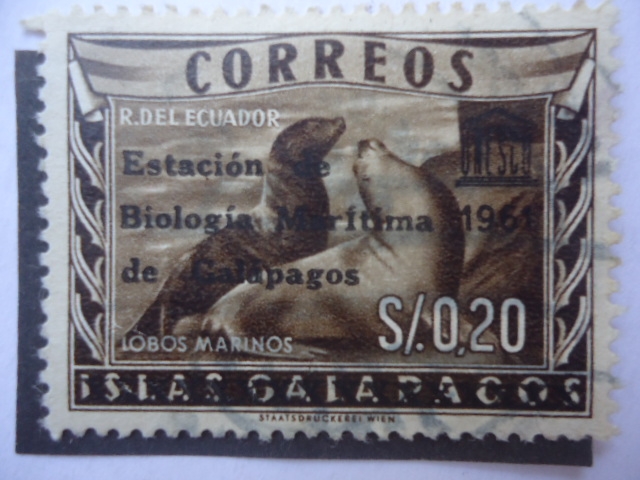 CORREOS
R. DEL ECUADOR
UNESCO
Estación de
Biología Marítima 1961
de Galápagos
S/.0,20
LOBOS MARINOS
ISLAS GALAPAGOS
STAATSDRUCKEREI WIEN